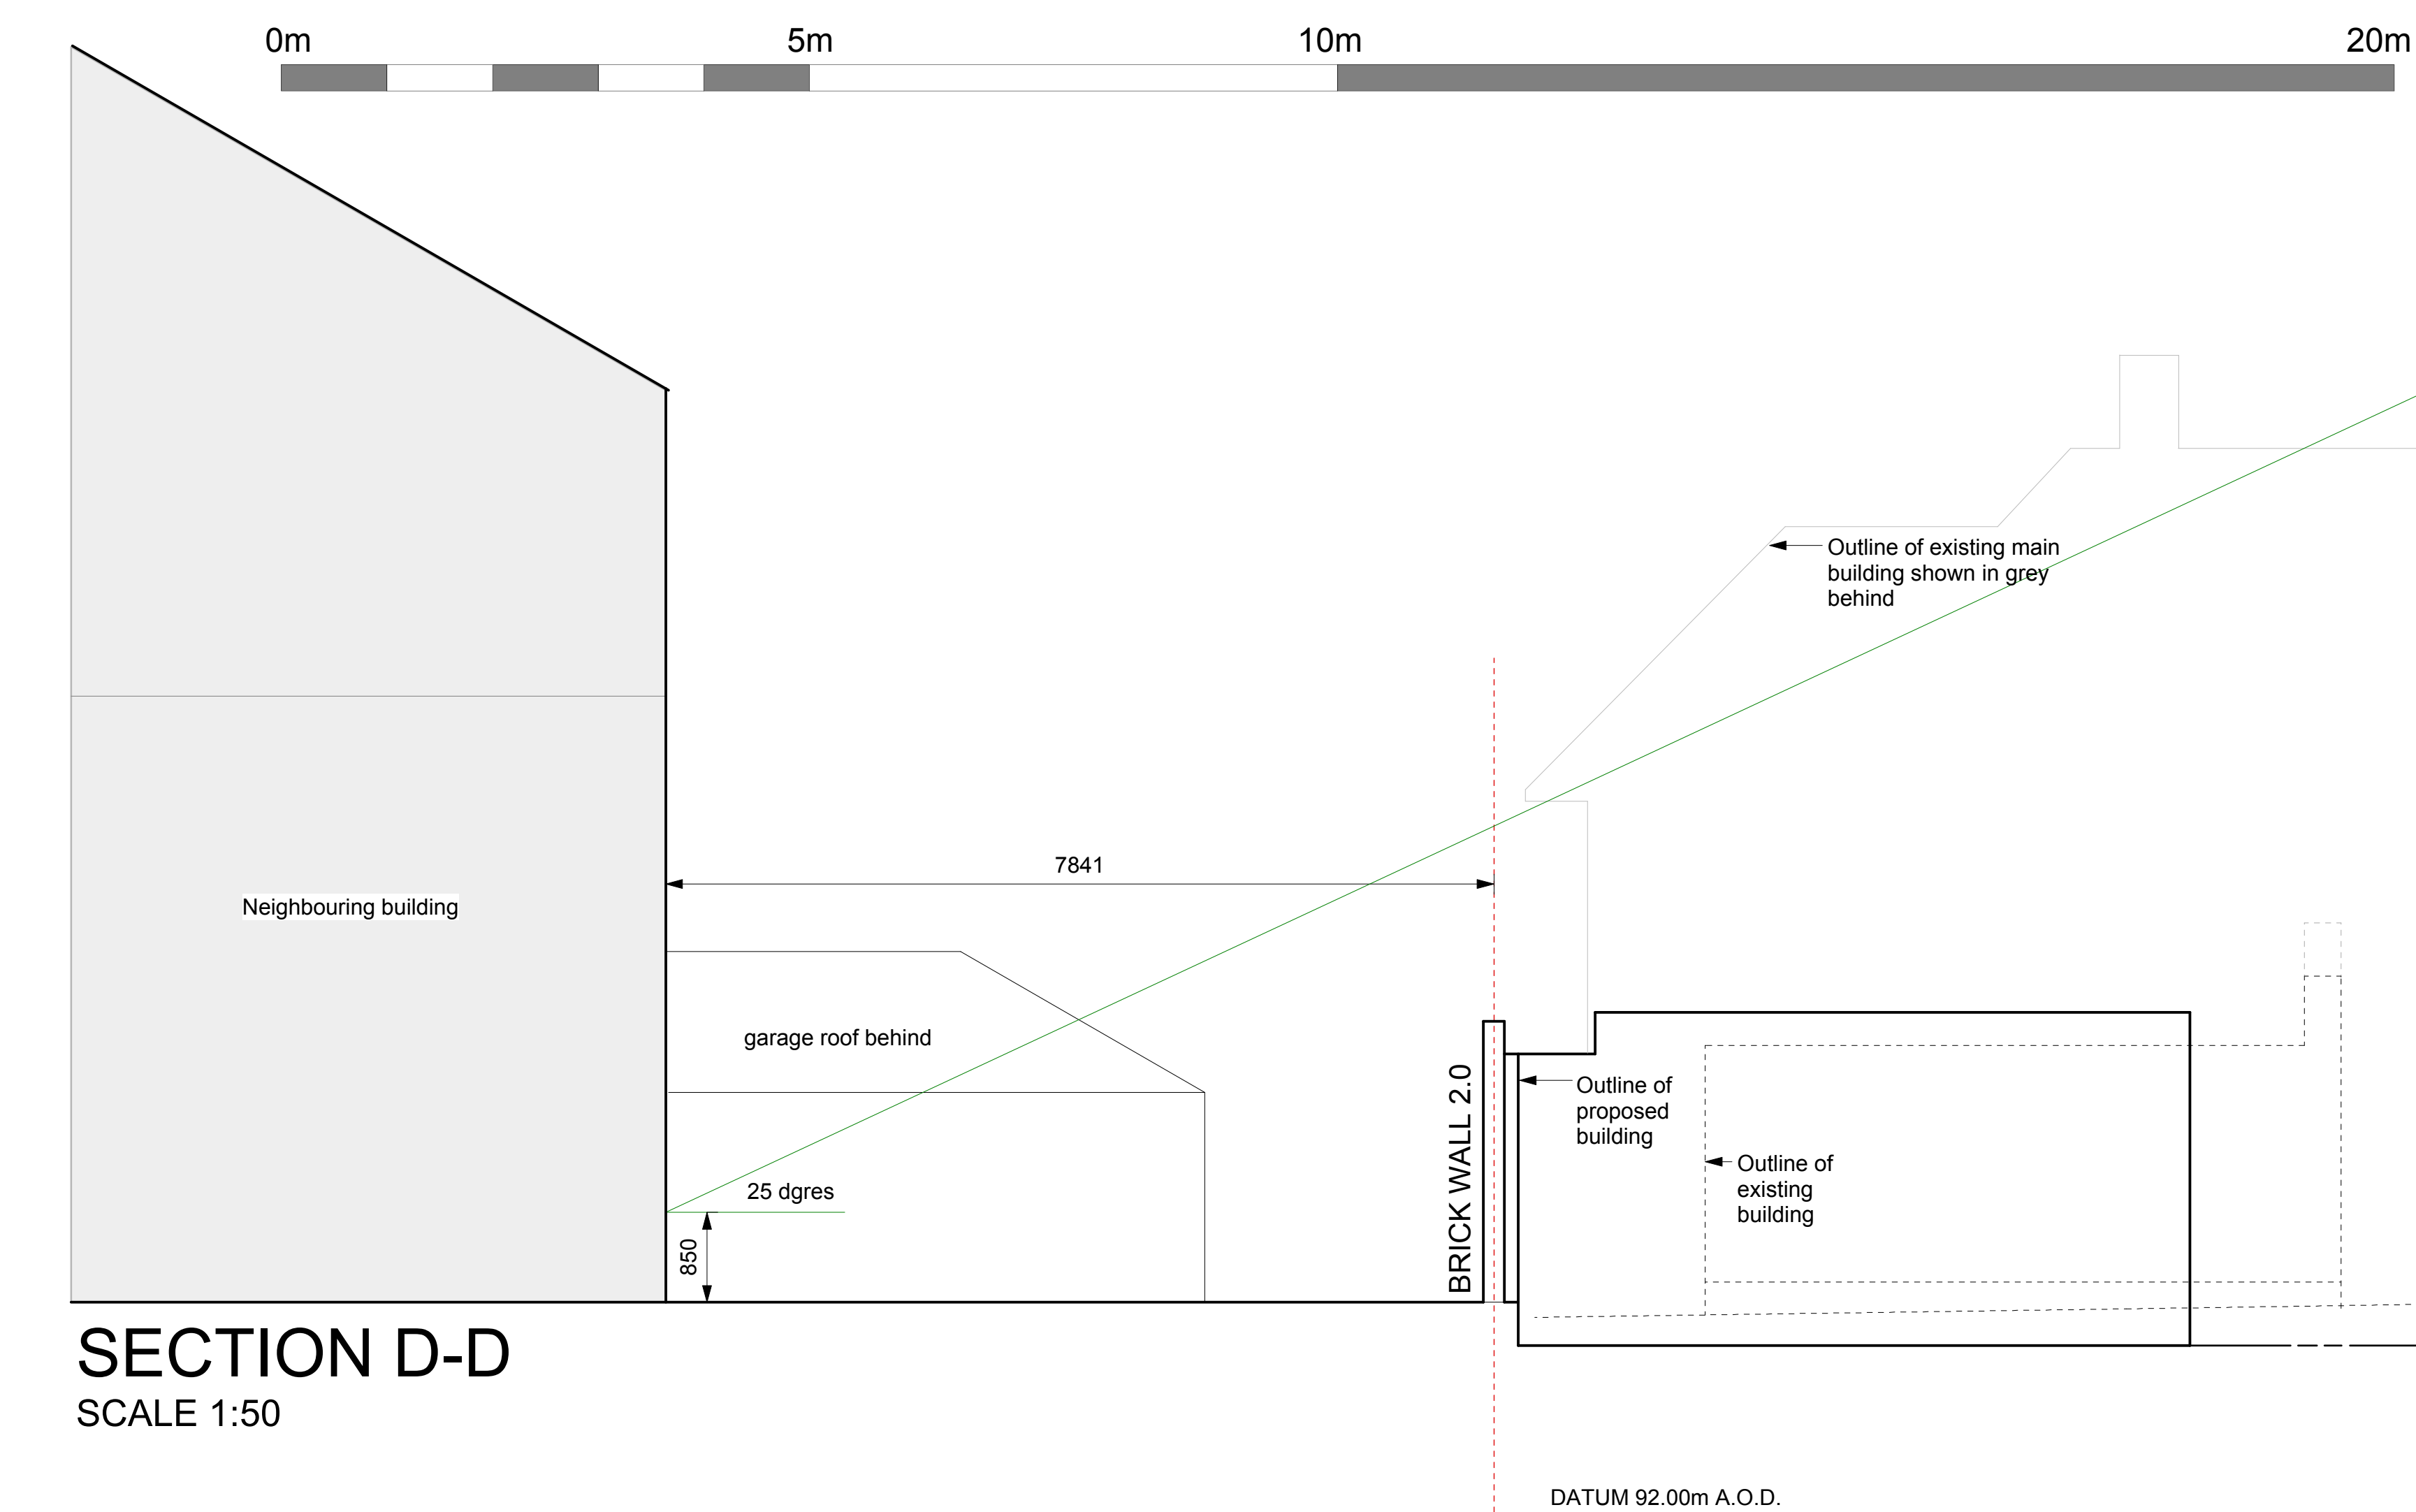 0m 5m 10m 20m
Outline of existing main
building shown in grey
behind
7841
Neighbouring building
garage roof behind
BRICK WALL 2.0
Outline of
proposed
building
Outline of
existing
building
25 dgres
850
SECTION D-D
SCALE 1:50
DATUM 92.00m A.O.D.